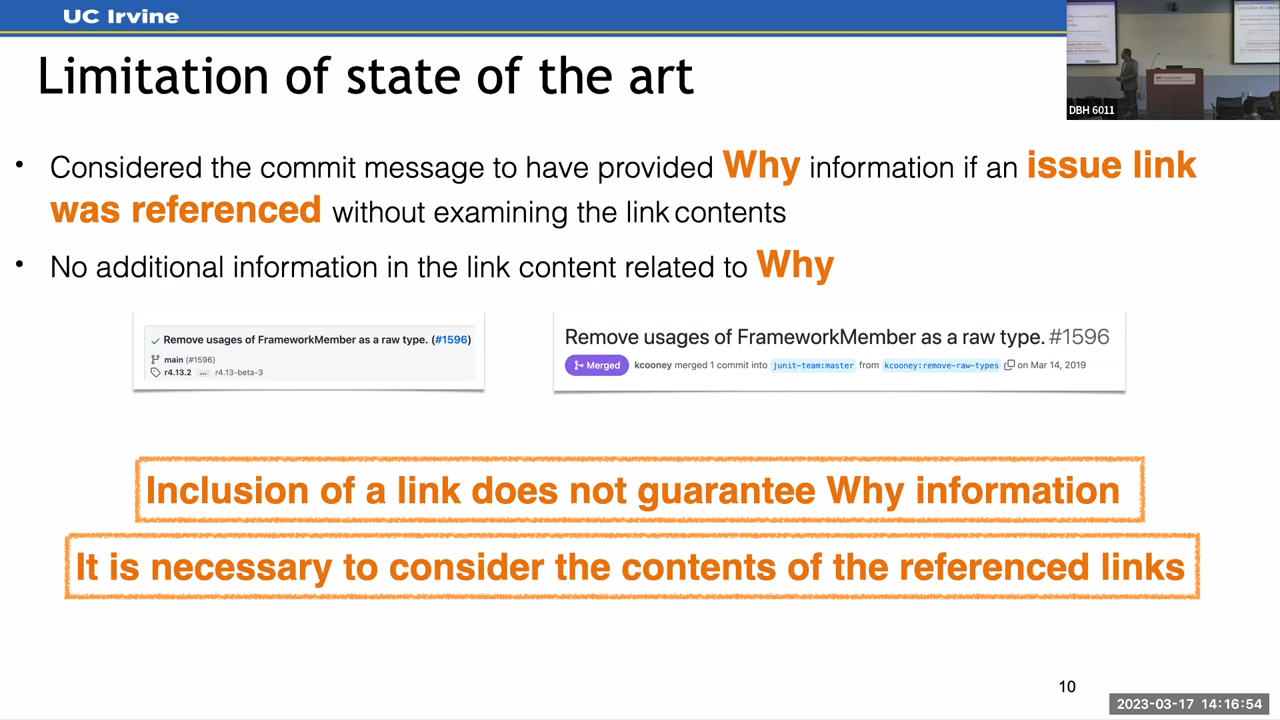 UC Irvine
Limitation of state of the art
DBH 6011
• Considered the commit message to have provided Why information if an issue link
was referenced without examining the link contents
• No additional information in the link content related to Why
Remove usages of FrameworkMember as a raw type. (#1596)
main (#1596)
r4.13.2 ... r4.13-beta-3
Remove usages of FrameworkMember as a raw type. #1596
Merged kcooney merged 1 commit into junit-team:master from kcooney:remove-raw-types on Mar 14, 2019
Inclusion of a link does not guarantee Why information
It is necessary to consider the contents of the referenced links
10
2023-03-17 14:16:54